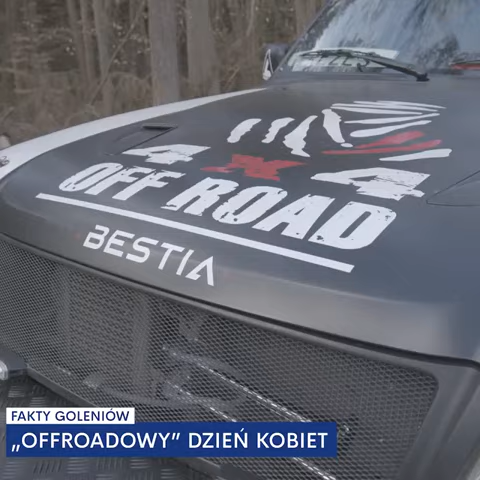 4x4
OFF ROAD
BESTIA
FAKTY GOLENIÓW
„OFFROADOWY” DZIEŃ KOBIET